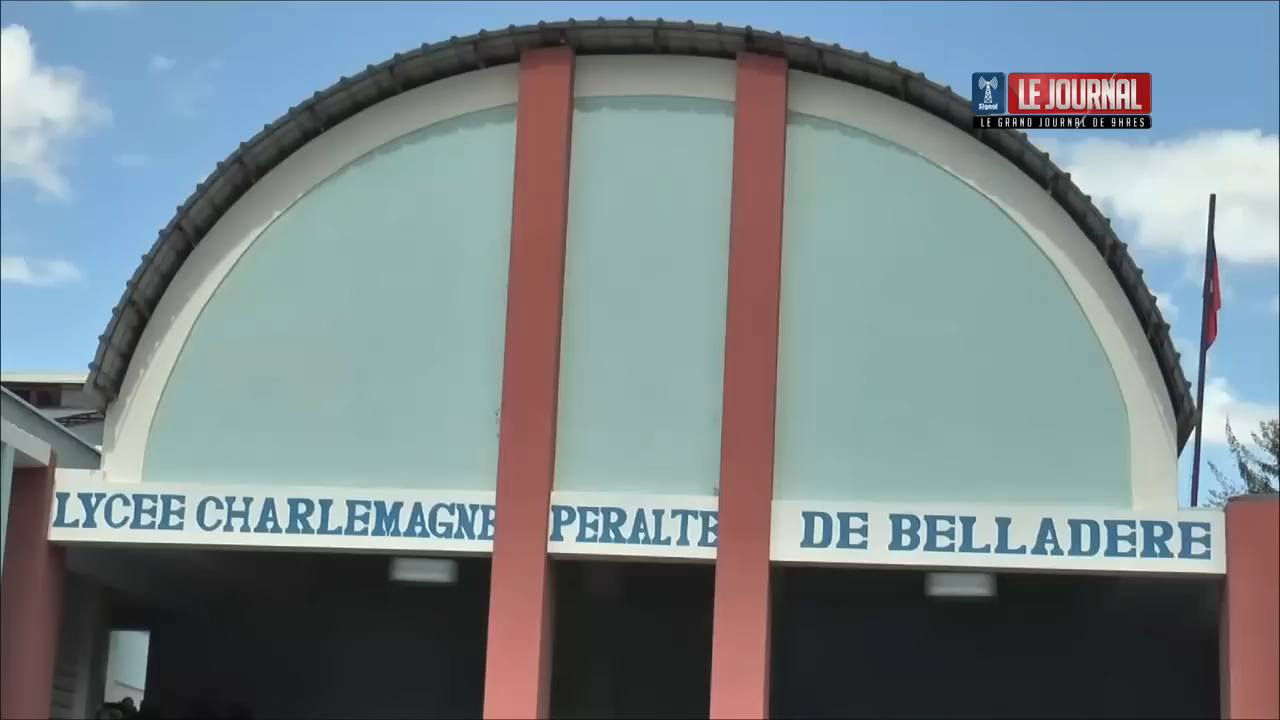 LE JOURNAL
LE GRAND JOURNAL DE 9HRES
LYCEE CHARLEMAGNE PERALTE DE BELLADERE